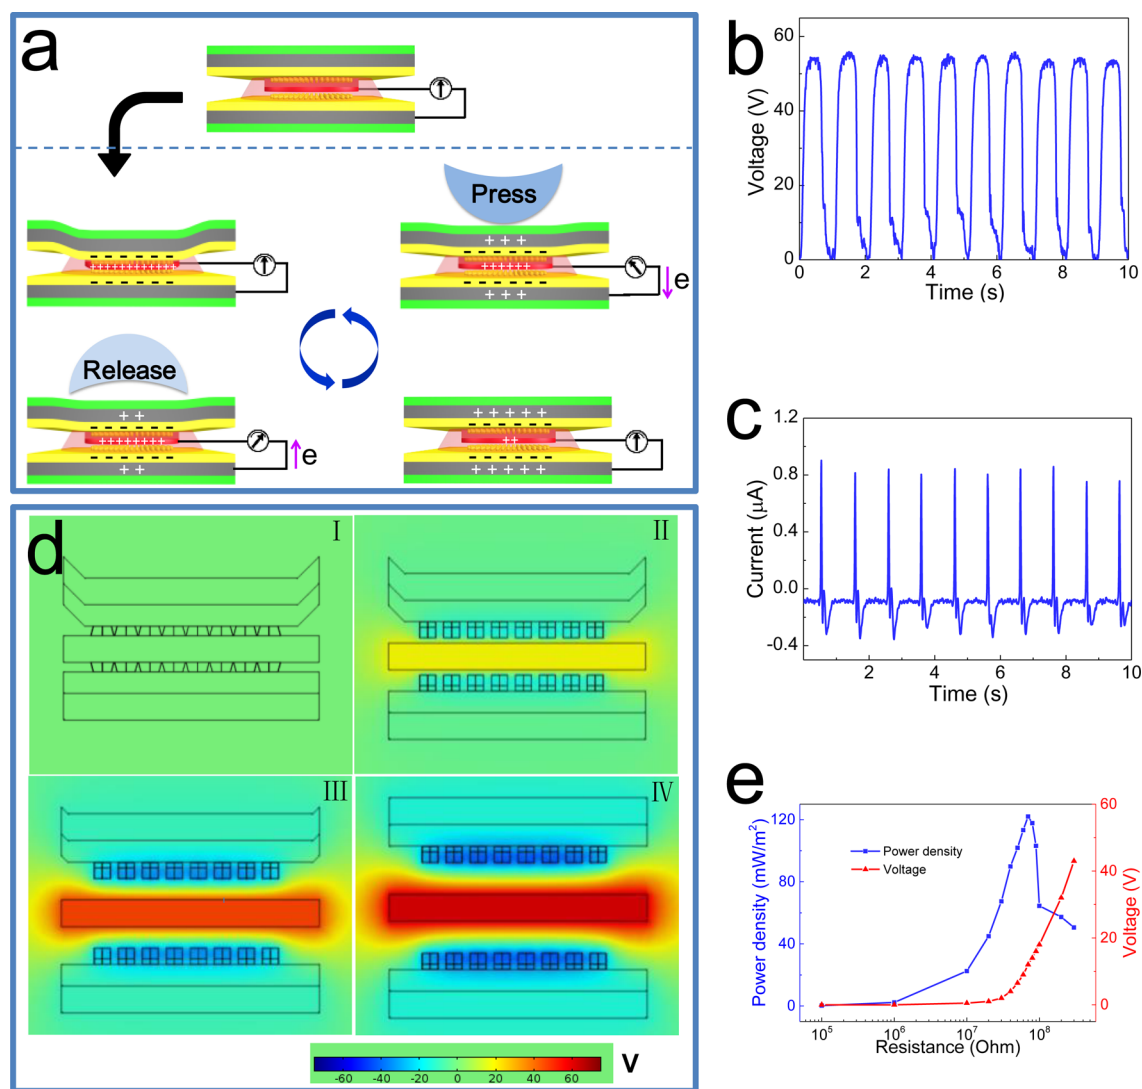 a
Press
e
Release
e
b
Voltage (V)
60
40
20
0
0 2 4 6 8 10
Time (s)
c
Current (μA)
1.2
0.8
0.4
0.0
-0.4
2 4 6 8 10
Time (s)
d
I
II
III
IV
-60 -40 -20 0 20 40 60
V
e
Power density (mW/m²)
120
80
40
0
Power density
Voltage
60
40
20
0
Voltage (V)
10⁵ 10⁶ 10⁷ 10⁸
Resistance (Ohm)